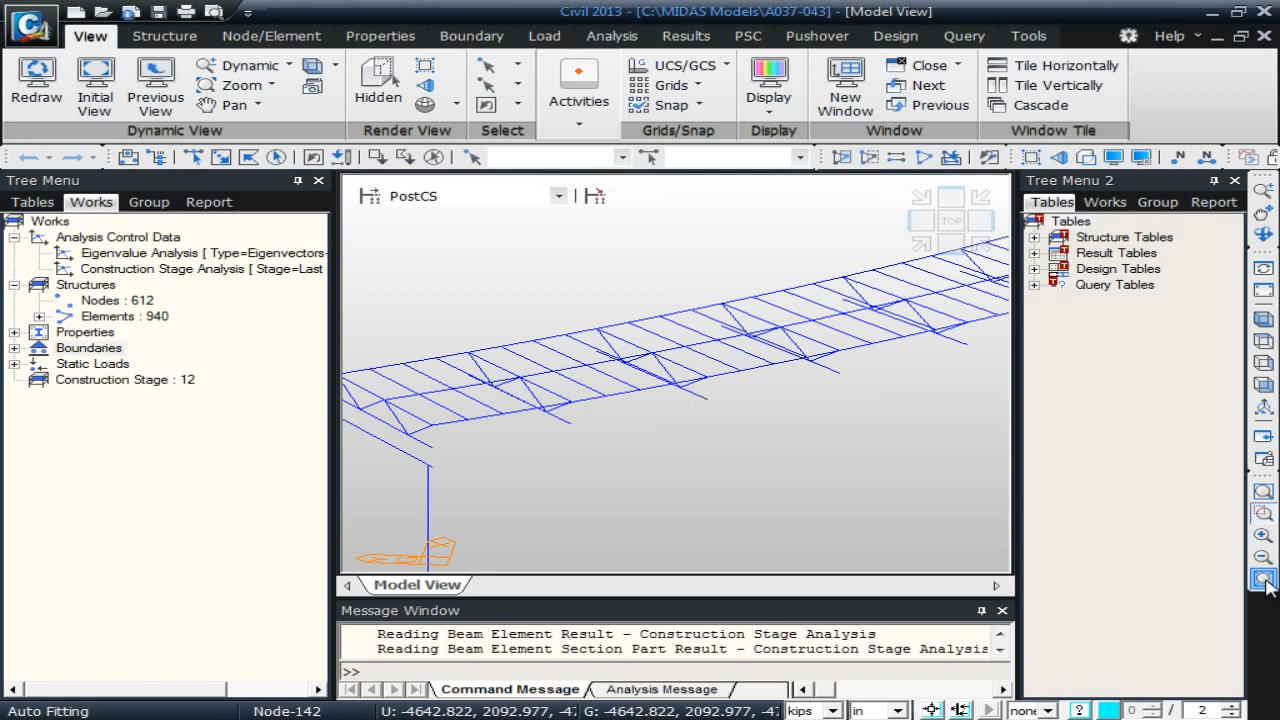 Civil 2013 - [C:\MIDAS Models\A037-043] - [Model View]
View Structure Node/Element Properties Boundary Load Analysis Results PSC Pushover Design Query Tools Help
Redraw
Initial View
Previous View
Dynamic
Zoom
Pan
Dynamic View
Hidden
Render View
Select
Activities
UCS/GCS
Grids
Snap
Grids/Snap
Display
Display
New Window
Close
Next
Previous
Window
Tile Horizontally
Tile Vertically
Cascade
Window Tile
Tree Menu
Tables Works Group Report
Works
Analysis Control Data
Eigenvalue Analysis [ Type=Eigenvectors-
Construction Stage Analysis [ Stage=Last
Structures
Nodes : 612
Elements : 940
Properties
Boundaries
Static Loads
Construction Stage : 12
PostCS
TOP
Model View
Message Window
Reading Beam Element Result - Construction Stage Analysis
Reading Beam Element Section Part Result - Construction Stage Analysis
>>
Command Message Analysis Message
Tree Menu 2
Tables Works Group Report
Tables
Structure Tables
Result Tables
Design Tables
Query Tables
Auto Fitting Node-142 U: -4642.822, 2092.977, -47 G: -4642.822, 2092.977, -47 kips in none 0 / 2